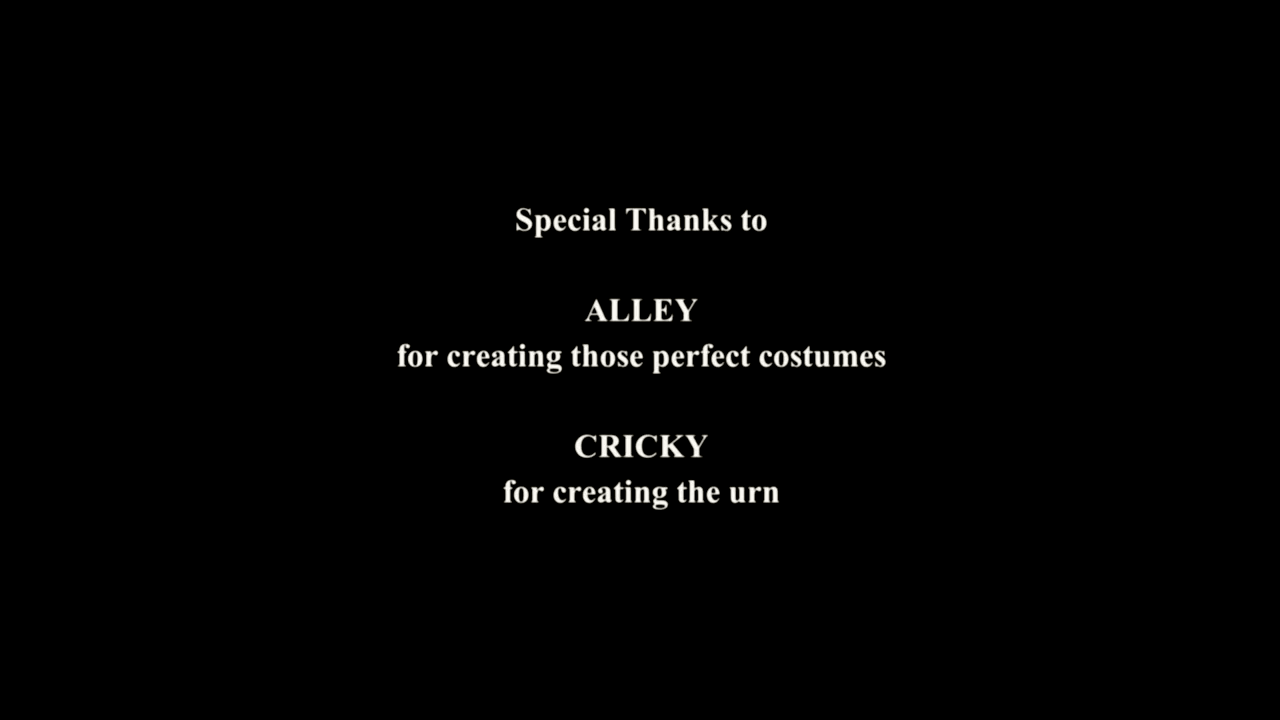 Special Thanks to
ALLEY
for creating those perfect costumes
CRICKY
for creating the urn